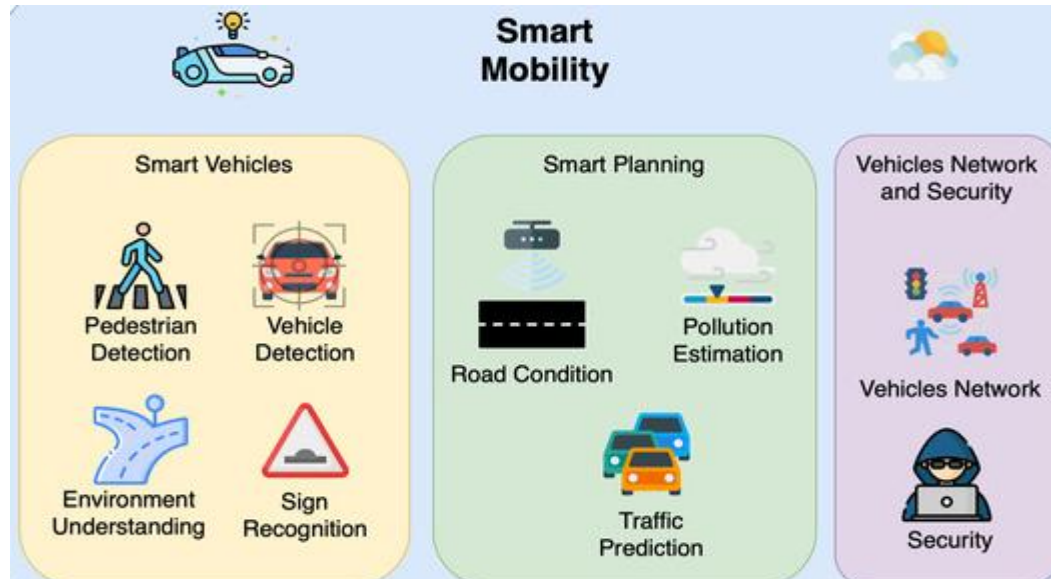 Smart
Mobility
Smart Vehicles
Pedestrian
Detection
Vehicle
Detection
Environment
Understanding
Sign
Recognition
Smart Planning
Road Condition
Pollution
Estimation
Traffic
Prediction
Vehicles Network
and Security
Vehicles Network
Security